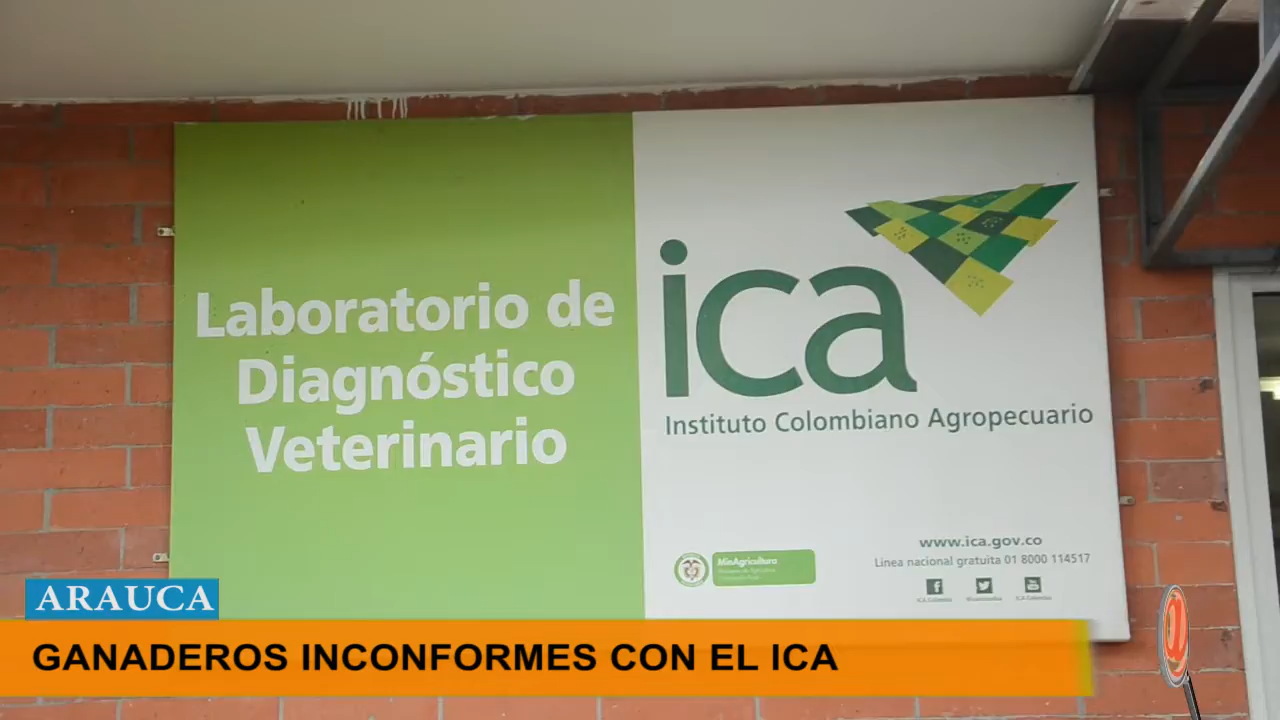 Laboratorio de
Diagnóstico
Veterinario
ica
Instituto Colombiano Agropecuario
www.ica.gov.co
Linea nacional gratuita 01 8000 114517
MinAgricultura
ARAUCA
GANADEROS INCONFORMES CON EL ICA